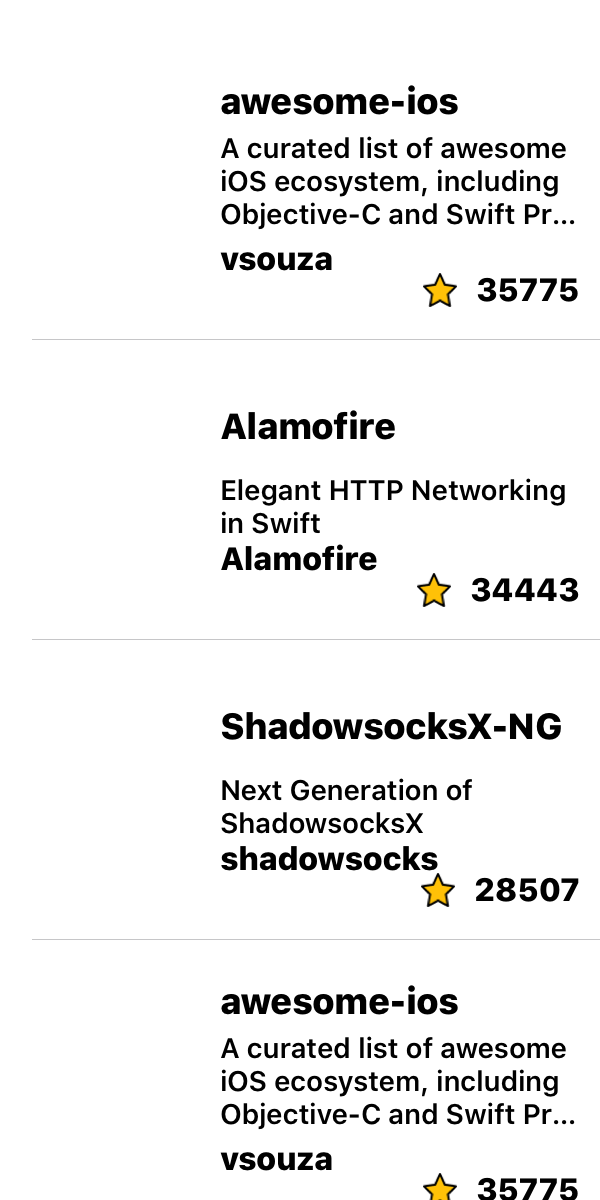 awesome-ios
A curated list of awesome
iOS ecosystem, including
Objective-C and Swift Pr...
vsouza
35775
Alamofire
Elegant HTTP Networking
in Swift
Alamofire
34443
ShadowsocksX-NG
Next Generation of
ShadowsocksX
shadowsocks
28507
awesome-ios
A curated list of awesome
iOS ecosystem, including
Objective-C and Swift Pr...
vsouza
35775